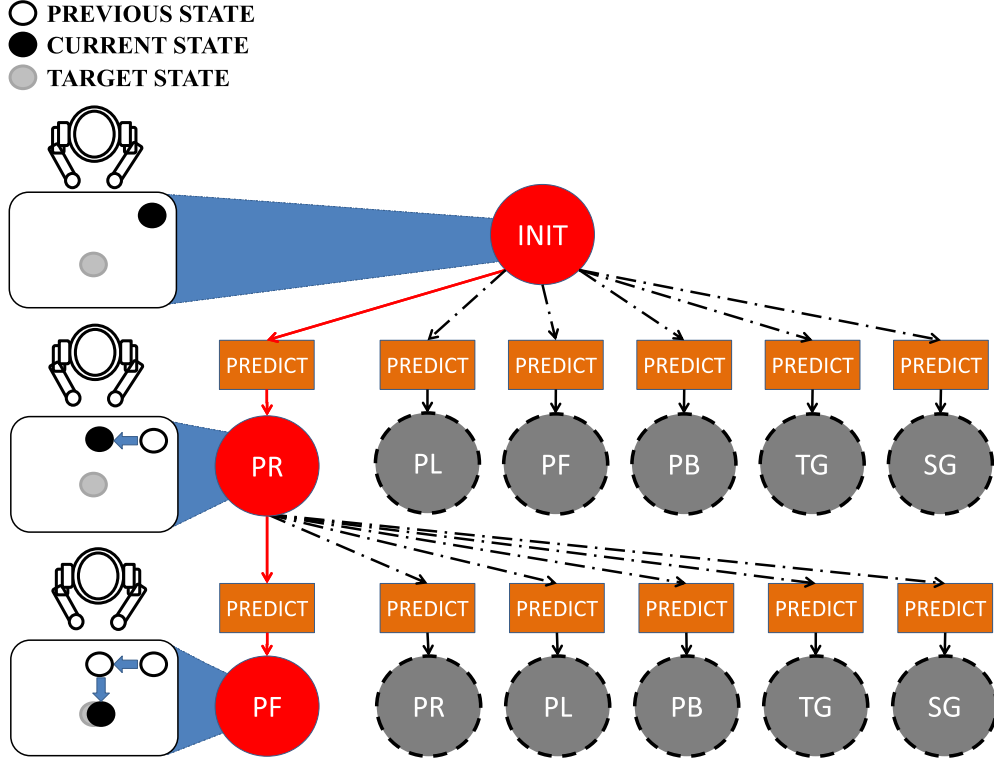 PREVIOUS STATE
CURRENT STATE
TARGET STATE
INIT
PREDICT PREDICT PREDICT PREDICT PREDICT PREDICT
PR PL PF PB TG SG
PREDICT PREDICT PREDICT PREDICT PREDICT PREDICT
PF PR PL PB TG SG